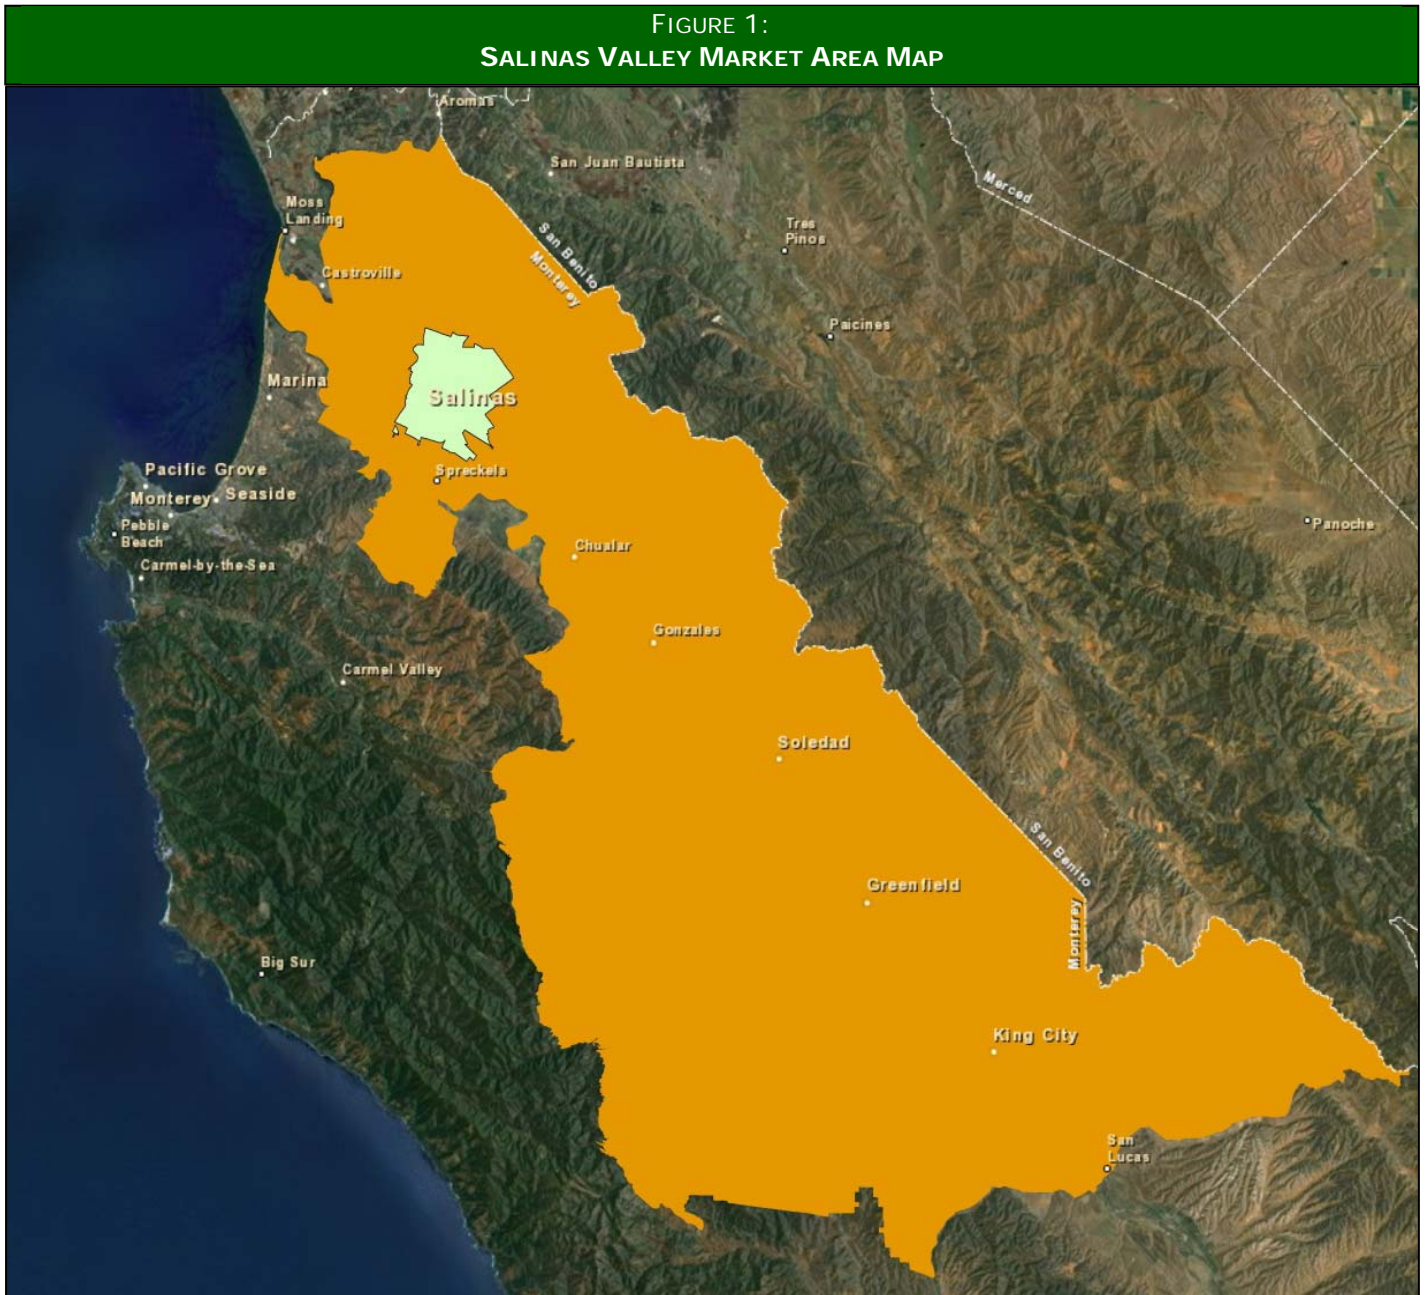 FIGURE 1:
SALINAS VALLEY MARKET AREA MAP
Aromas
San Juan Bautista
Merced
Moss
Landing
Tres
Pinos
San Benito
Monterey
Castroville
Paicines
Marina
Salinas
Pacific Grove
Spreckels
Monterey
Seaside
Panoche
Pebble
Beach
Chualar
Carmel-by-the-Sea
Gonzales
Carmel Valley
Soledad
San Benito
Greenfield
Monterey
Big Sur
King City
San
Lucas